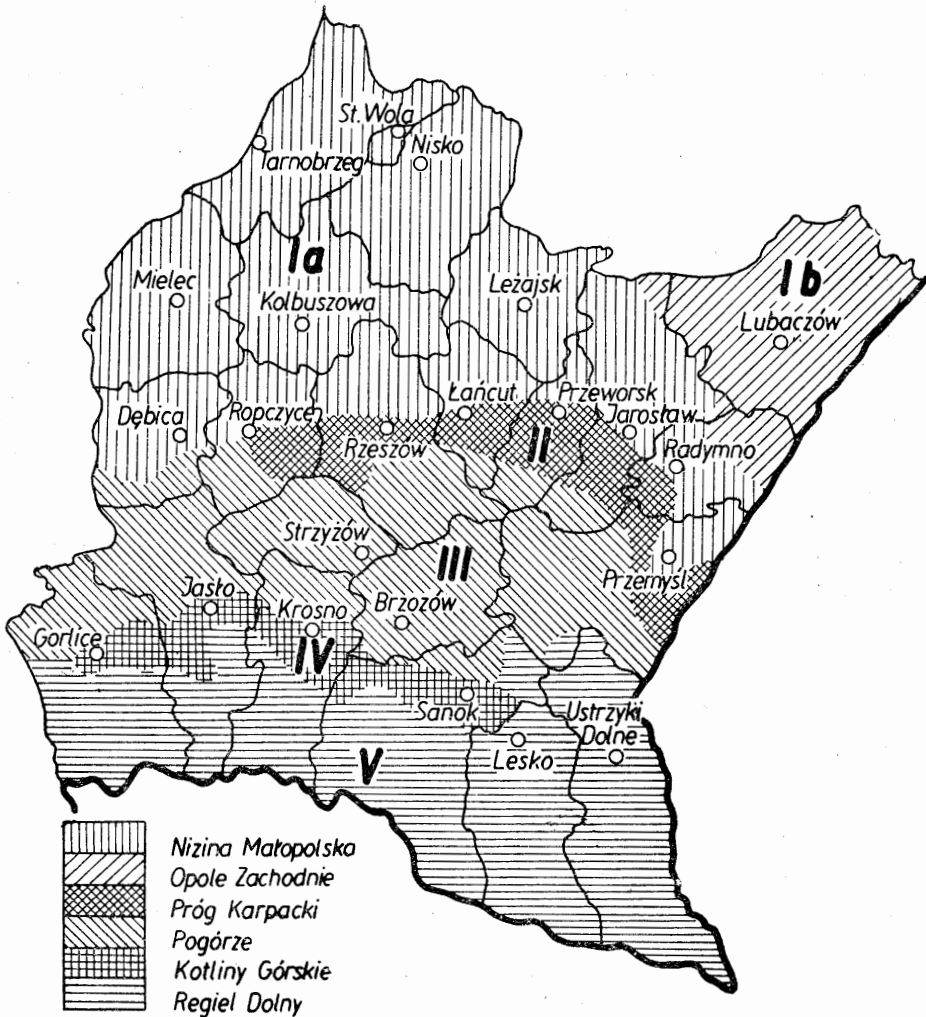 St. Wola
Tarnobrzeg
Nisko
Ia
Ib
Mielec
Kolbuszowa
Leżajsk
Lubaczów
Dębica
Ropczyce
Łańcut
Przeworsk
Jarosław
Rzeszów
II
Radymno
Strzyżów
III
Przemyśl
Jasło
Krosno
Brzozów
Gorlice
IV
Sanok
Ustrzyki
Dolne
V
Lesko
Nizina Małopolska
Opole Zachodnie
Próg Karpacki
Pogórze
Kotliny Górskie
Regiel Dolny